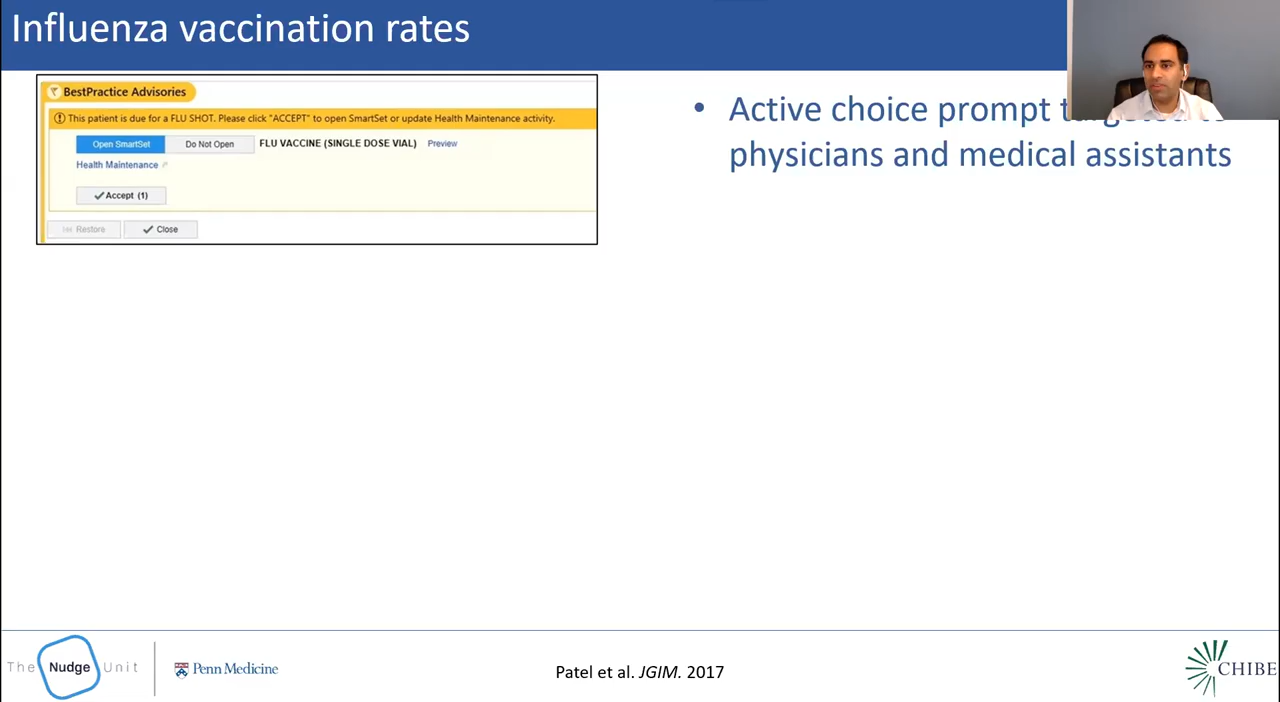 Influenza vaccination rates
BestPractice Advisories
This patient is due for a FLU SHOT. Please click "ACCEPT" to open SmartSet or update Health Maintenance activity.
Open SmartSet Do Not Open FLU VACCINE (SINGLE DOSE VIAL) Preview
Health Maintenance
Accept (1)
Restore Close
• Active choice prompt
physicians and medical assistants
The Nudge Unit
Penn Medicine
Patel et al. JGIM. 2017
CHIBE